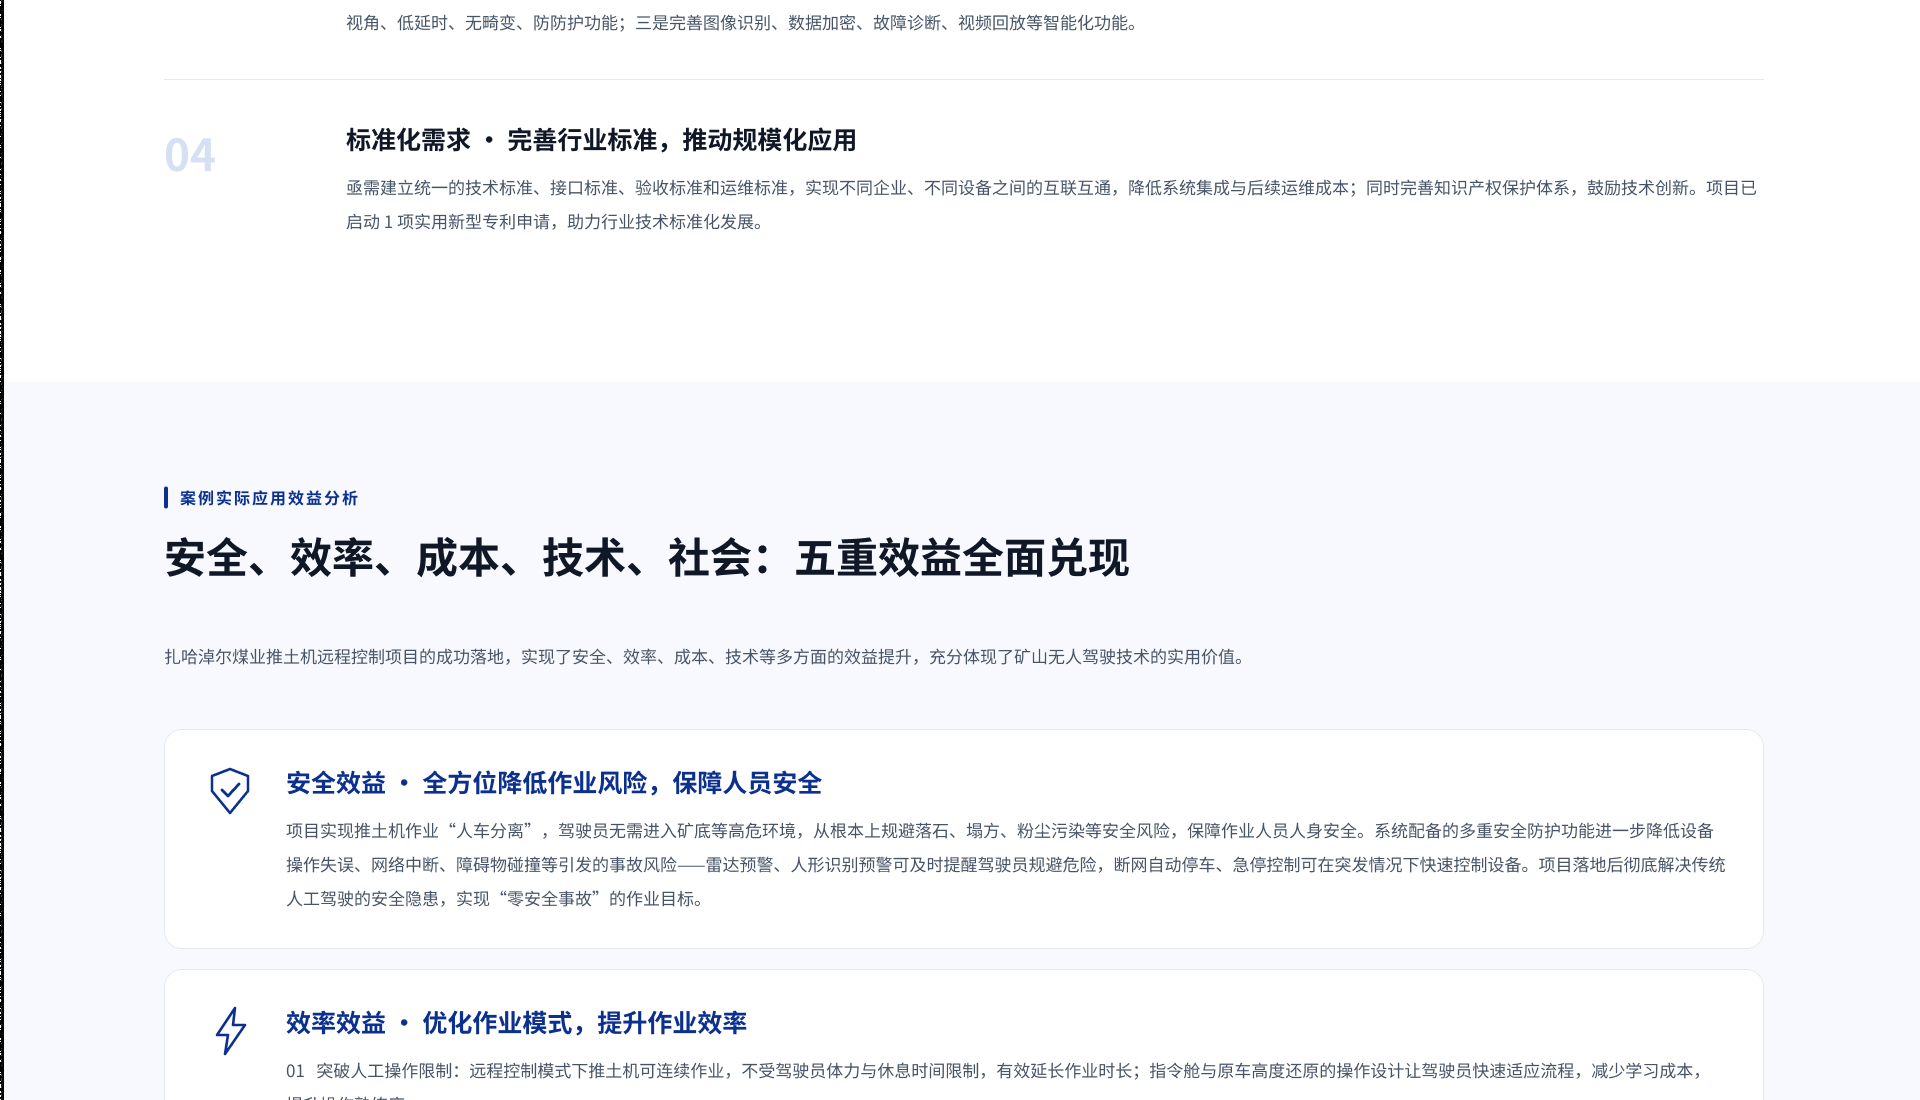 视角、低延时、无畸变、防防护功能；三是完善图像识别、数据加密、故障诊断、视频回放等智能化功能。
04
标准化需求 · 完善行业标准，推动规模化应用
亟需建立统一的技术标准、接口标准、验收标准和运维标准，实现不同企业、不同设备之间的互联互通，降低系统集成与后续运维成本；同时完善知识产权保护体系，鼓励技术创新。项目已
启动 1 项实用新型专利申请，助力行业技术标准化发展。
案例实际应用效益分析
安全、效率、成本、技术、社会：五重效益全面兑现
扎哈淖尔煤业推土机远程控制项目的成功落地，实现了安全、效率、成本、技术等多方面的效益提升，充分体现了矿山无人驾驶技术的实用价值。
安全效益 · 全方位降低作业风险，保障人员安全
项目实现推土机作业“人车分离”，驾驶员无需进入矿底等高危环境，从根本上规避落石、塌方、粉尘污染等安全风险，保障作业人员人身安全。系统配备的多重安全防护功能进一步降低设备
操作失误、网络中断、障碍物碰撞等引发的事故风险——雷达预警、人形识别预警可及时提醒驾驶员规避危险，断网自动停车、急停控制可在突发情况下快速控制设备。项目落地后彻底解决传统
人工驾驶的安全隐患，实现“零安全事故”的作业目标。
效率效益 · 优化作业模式，提升作业效率
01 突破人工操作限制：远程控制模式下推土机可连续作业，不受驾驶员体力与休息时间限制，有效延长作业时长；指令舱与原车高度还原的操作设计让驾驶员快速适应流程，减少学习成本，